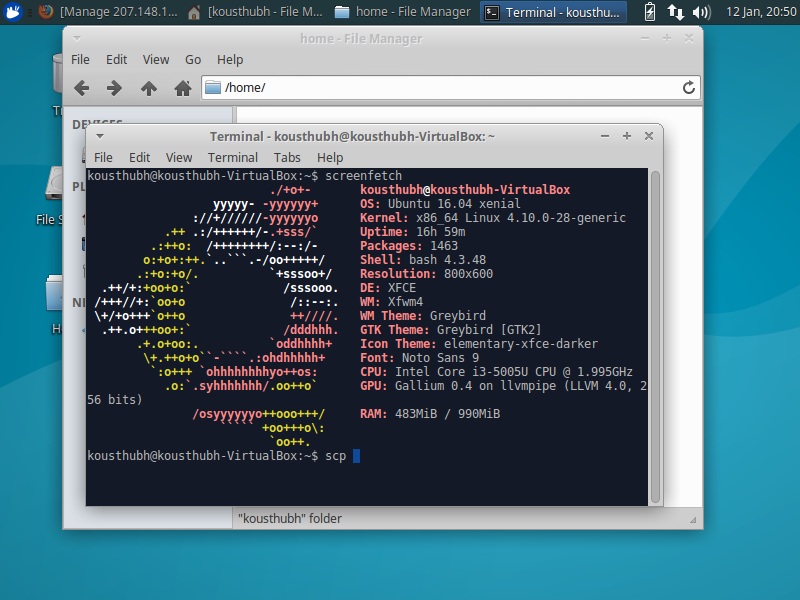 [Manage 207.148.1... [kousthubh - File M... home - File Manager Terminal - kousthu... 12 Jan, 20:50
home - File Manager
File Edit View Go Help
/home/
DEVICES
Terminal - kousthubh@kousthubh-VirtualBox: ~
File Edit View Terminal Tabs Help
kousthubh@kousthubh-VirtualBox:~$ screenfetch
./+o+- kousthubh@kousthubh-VirtualBox
yyyyy- -yyyyyy+ OS: Ubuntu 16.04 xenial
://+//////-yyyyyyo Kernel: x86_64 Linux 4.10.0-28-generic
.++ .:/++++++/-.+sss/` Uptime: 16h 59m
.:++o: /++++++++/:--:/- Packages: 1463
o:+o+:++.`..```.-/oo+++++/ Shell: bash 4.3.48
.:+o:+o/. `+sssoo+/ Resolution: 800x600
.++/+:+oo+o:` /sssooo. DE: XFCE
/+++//+:`oo+o /::--:. WM: Xfwm4
\+/+o+++`o++o ++////. WM Theme: Greybird
.++.o+++oo+:` /dddhhh. GTK Theme: Greybird [GTK2]
.+.o+oo:. `oddhhhh+ Icon Theme: elementary-xfce-darker
\+.++o+o``-````.:ohdhhhhh+ Font: Noto Sans 9
`:o+++ `ohhhhhhhhyo++os: CPU: Intel Core i3-5005U CPU @ 1.995GHz
.o:`.syhhhhhhh/.oo++o` GPU: Gallium 0.4 on llvmpipe (LLVM 4.0, 2
56 bits)
/osyyyyyyo++ooo+++/ RAM: 483MiB / 990MiB
````` +oo+++o\:
`oo++.
kousthubh@kousthubh-VirtualBox:~$ scp
"kousthubh" folder